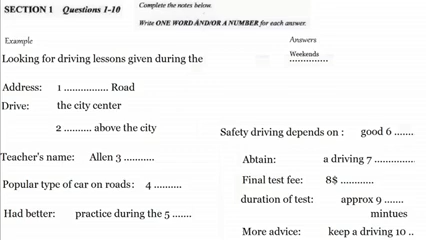 SECTION 1 Questions 1-10
Complete the notes below.
Write ONE WORD AND/OR A NUMBER for each answer.
Example
Answers
Looking for driving lessons given during the
Weekends
..............
Address: 1 ................ Road
Drive: the city center
2 .......... above the city
Teacher's name: Allen 3 ...........
Popular type of car on roads: 4 ..........
Had better: practice during the 5 .......
Safety driving depends on : good 6 .......
Abtain: a driving 7 ...............
Final test fee: 8$ ............
duration of test: approx 9 .......
mintues
More advice: keep a driving 10 ..